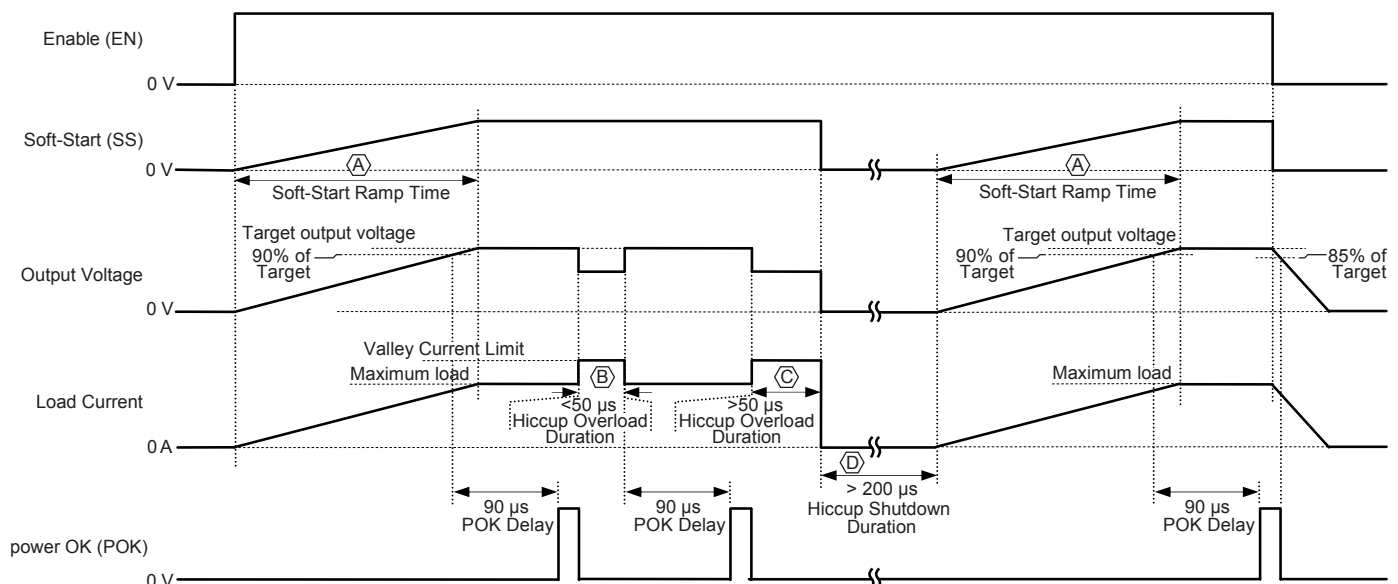 Enable (EN)
0 V
Soft-Start (SS)
0 V
A
Soft-Start Ramp Time
A
Soft-Start Ramp Time
Target output voltage
90% of
Target
Target output voltage
90% of
Target
85% of
Target
Output Voltage
0 V
Valley Current Limit
Maximum load
Maximum load
Load Current
B
<50 µs
Hiccup Overload
Duration
C
>50 µs
Hiccup Overload
Duration
0 A
D
> 200 µs
Hiccup Shutdown
Duration
90 µs
POK Delay
90 µs
POK Delay
90 µs
POK Delay
power OK (POK)
0 V